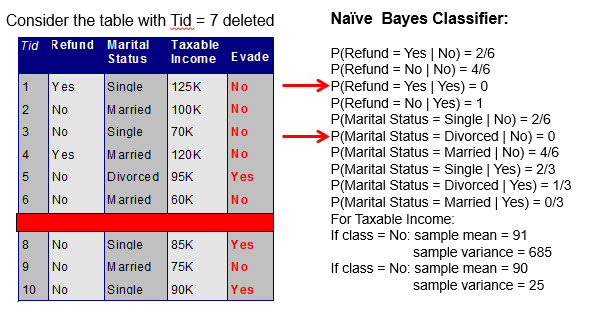 Consider the table with Tid = 7 deleted
Tid Refund Marital Status Taxable Income Evade
1 Yes Single 125K No
2 No Married 100K No
3 No Single 70K No
4 Yes Married 120K No
5 No Divorced 95K Yes
6 No Married 60K No
8 No Single 85K Yes
9 No Married 75K No
10 No Single 90K Yes
Naïve Bayes Classifier:
P(Refund = Yes | No) = 2/6
P(Refund = No | No) = 4/6
P(Refund = Yes | Yes) = 0
P(Refund = No | Yes) = 1
P(Marital Status = Single | No) = 2/6
P(Marital Status = Divorced | No) = 0
P(Marital Status = Married | No) = 4/6
P(Marital Status = Single | Yes) = 2/3
P(Marital Status = Divorced | Yes) = 1/3
P(Marital Status = Married | Yes) = 0/3
For Taxable Income:
If class = No: sample mean = 91
sample variance = 685
If class = No: sample mean = 90
sample variance = 25